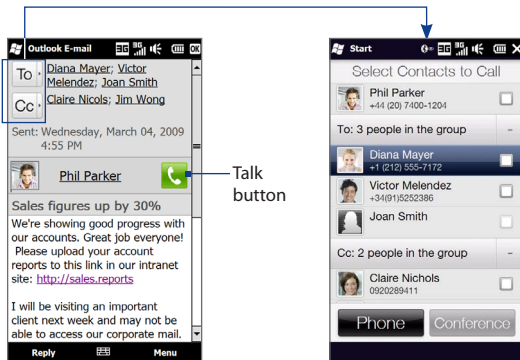 Outlook E-mail
OK
To
Diana Mayer; Victor
Melendez; Joan Smith
Cc
Claire Nicols; Jim Wong
Sent: Wednesday, March 04, 2009
4:55 PM
Phil Parker
Sales figures up by 30%
We're showing good progress with
our accounts. Great job everyone!
Please upload your account
reports to this link in our intranet
site: http://sales.reports
I will be visiting an important
client next week and may not be
able to access our corporate mail.
Reply
Menu
Talk
button
Start
Select Contacts to Call
Phil Parker
+44 (20) 7400-1204
To: 3 people in the group
Diana Mayer
+1 (212) 555-7172
Victor Melendez
+34(91)5252386
Joan Smith
Cc: 2 people in the group
Claire Nichols
0920289411
Phone
Conference